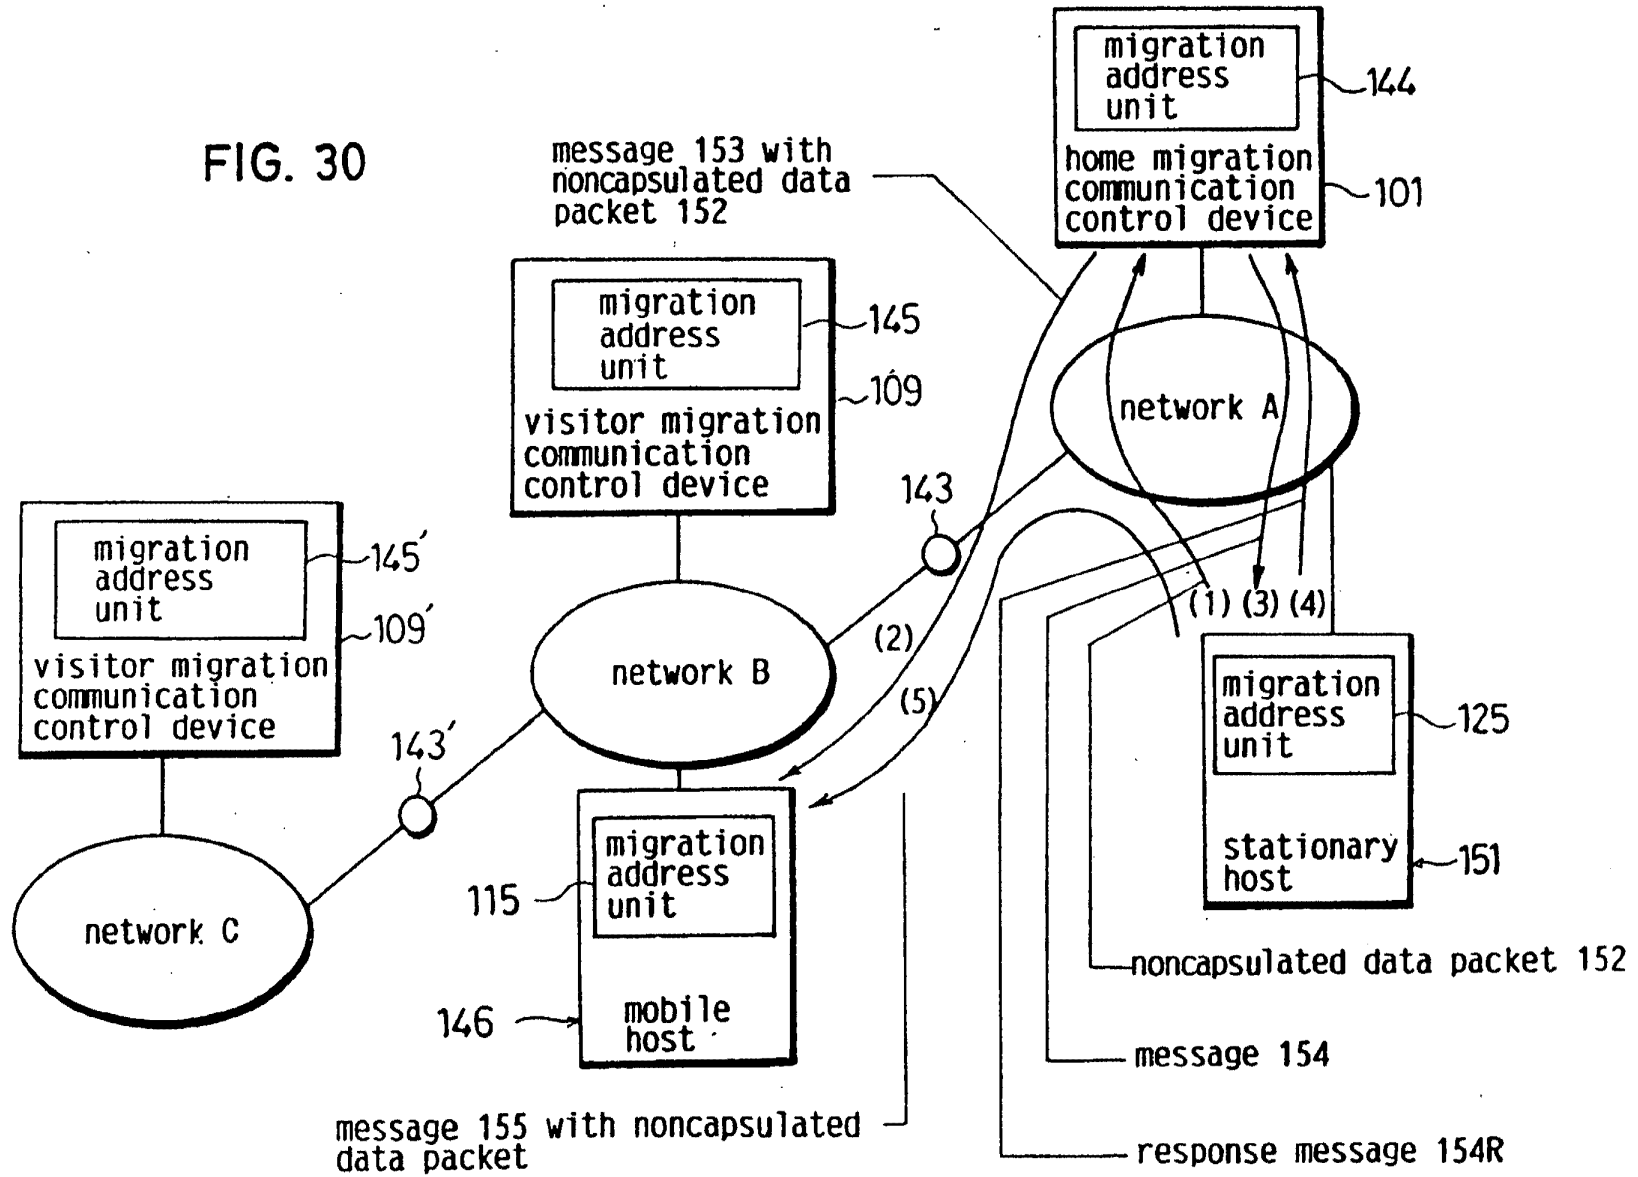 FIG. 30
message 153 with
noncapsulated data
packet 152
migration
address
unit
144
home migration
communication
control device
101
migration
address
unit
145
visitor migration
communication
control device
109
network A
143
migration
address
unit
145′
visitor migration
communication
control device
109′
(1) (3) (4)
(2)
(5)
network B
143′
network C
migration
address
unit
125
stationary
host
151
migration
address
unit
115
mobile
host
146
noncapsulated data packet 152
message 154
response message 154R
message 155 with noncapsulated
data packet